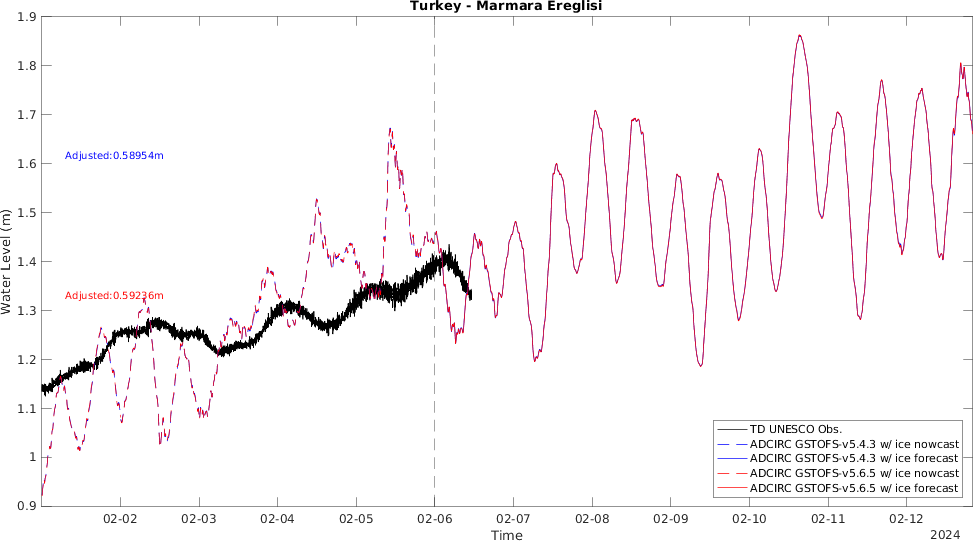 Turkey - Marmara Ereglisi
1.9
1.8
1.7
1.6
1.5
1.4
1.3
1.2
1.1
1
0.9
Water Level (m)
Adjusted:0.58954m
Adjusted:0.59236m
TD UNESCO Obs.
ADCIRC GSTOFS-v5.4.3 w/ ice nowcast
ADCIRC GSTOFS-v5.4.3 w/ ice forecast
ADCIRC GSTOFS-v5.6.5 w/ ice nowcast
ADCIRC GSTOFS-v5.6.5 w/ ice forecast
02-02 02-03 02-04 02-05 02-06 02-07 02-08 02-09 02-10 02-11 02-12
Time
2024